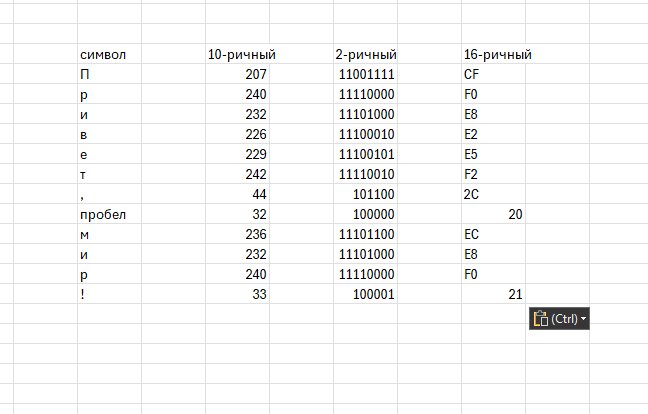 символ 10-ричный 2-ричный 16-ричный
П 207 11001111 CF
р 240 11110000 F0
и 232 11101000 E8
в 226 11100010 E2
е 229 11100101 E5
т 242 11110010 F2
, 44 101100 2C
пробел 32 100000 20
м 236 11101100 EC
и 232 11101000 E8
р 240 11110000 F0
! 33 100001 21
(Ctrl)